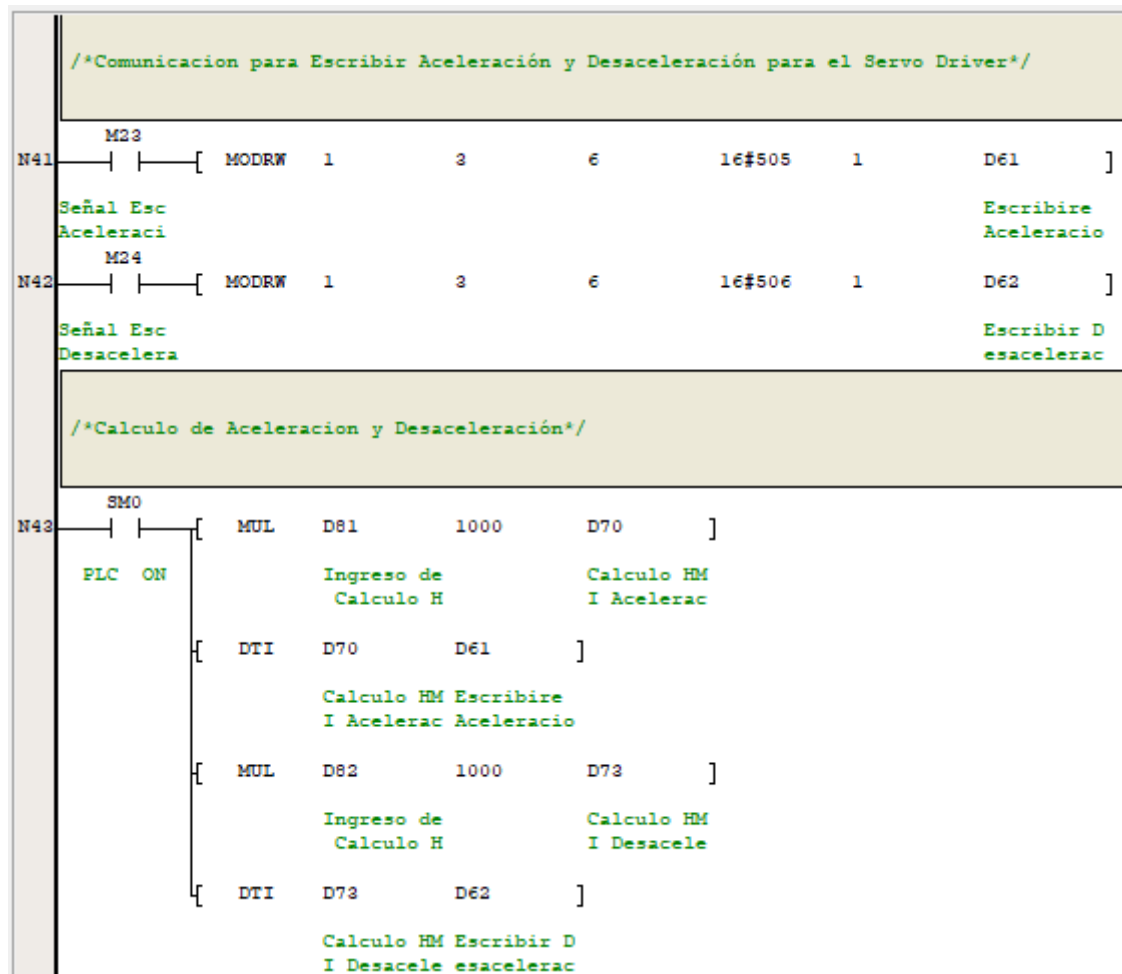 /*Comunicacion para Escribir Aceleración y Desaceleración para el Servo Driver*/
M23
N41 MODRW 1 3 6 16#505 1 D61
Señal Esc Escribire
Aceleraci Aceleracio
M24
N42 MODRW 1 3 6 16#506 1 D62
Señal Esc Escribir D
Desacelera esacelerac
/*Calculo de Aceleracion y Desaceleración*/
SM0
N43 MUL D81 1000 D70
PLC ON Ingreso de Calculo HM
Calculo H I Acelerac
DTI D70 D61
Calculo HM Escribire
I Acelerac Aceleracio
MUL D82 1000 D73
Ingreso de Calculo HM
Calculo H I Desacele
DTI D73 D62
Calculo HM Escribir D
I Desacele esacelerac